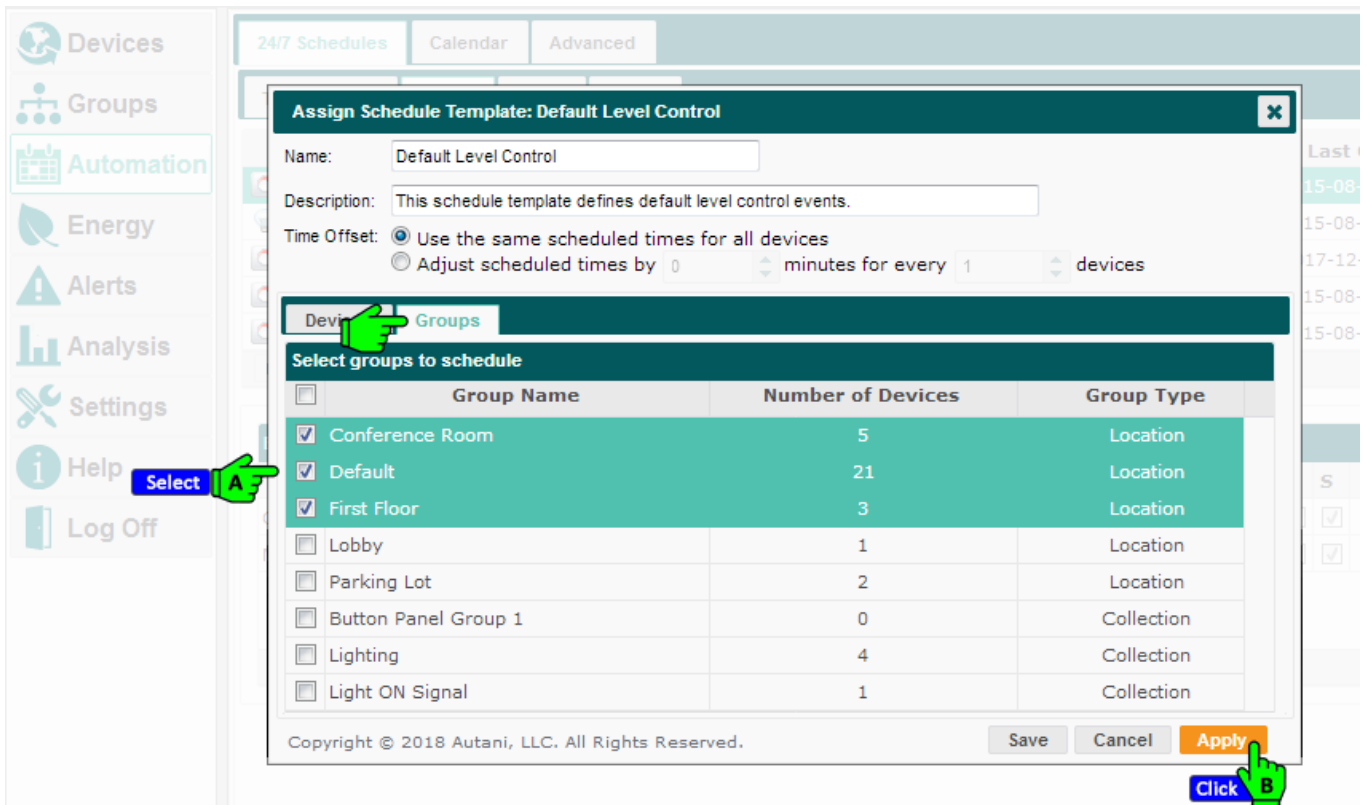 Devices
Groups
Automation
Energy
Alerts
Analysis
Settings
Help
Log Off
24/7 Schedules Calendar Advanced
Assign Schedule Template: Default Level Control
Name: Default Level Control
Description: This schedule template defines default level control events.
Time Offset: Use the same scheduled times for all devices
Adjust scheduled times by 0 minutes for every 1 devices
Groups
Select groups to schedule
Group Name Number of Devices Group Type
Conference Room 5 Location
Default 21 Location
First Floor 3 Location
Lobby 1 Location
Parking Lot 2 Location
Button Panel Group 1 0 Collection
Lighting 4 Collection
Light ON Signal 1 Collection
Copyright © 2018 Autani, LLC. All Rights Reserved. Save Cancel Apply
Select A
Click B
Last
15-08-
15-08-
17-12-
15-08-
15-08-
S